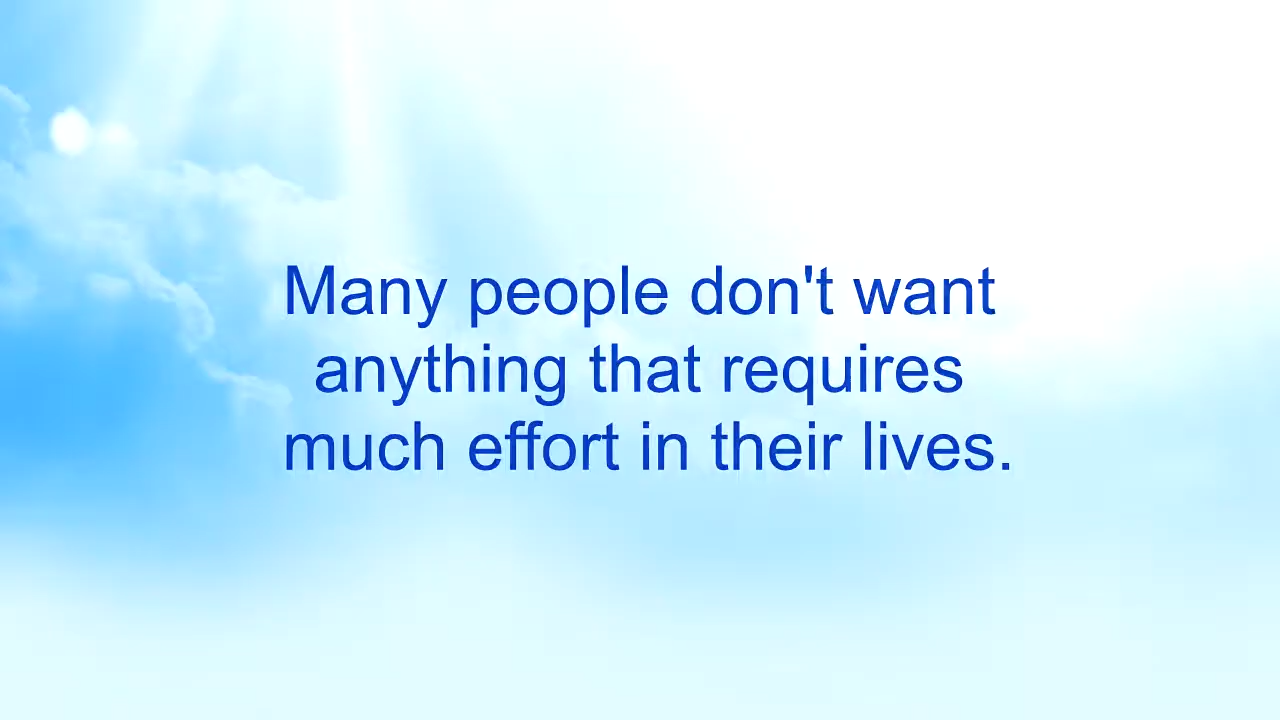 Many people don't want
anything that requires
much effort in their lives.